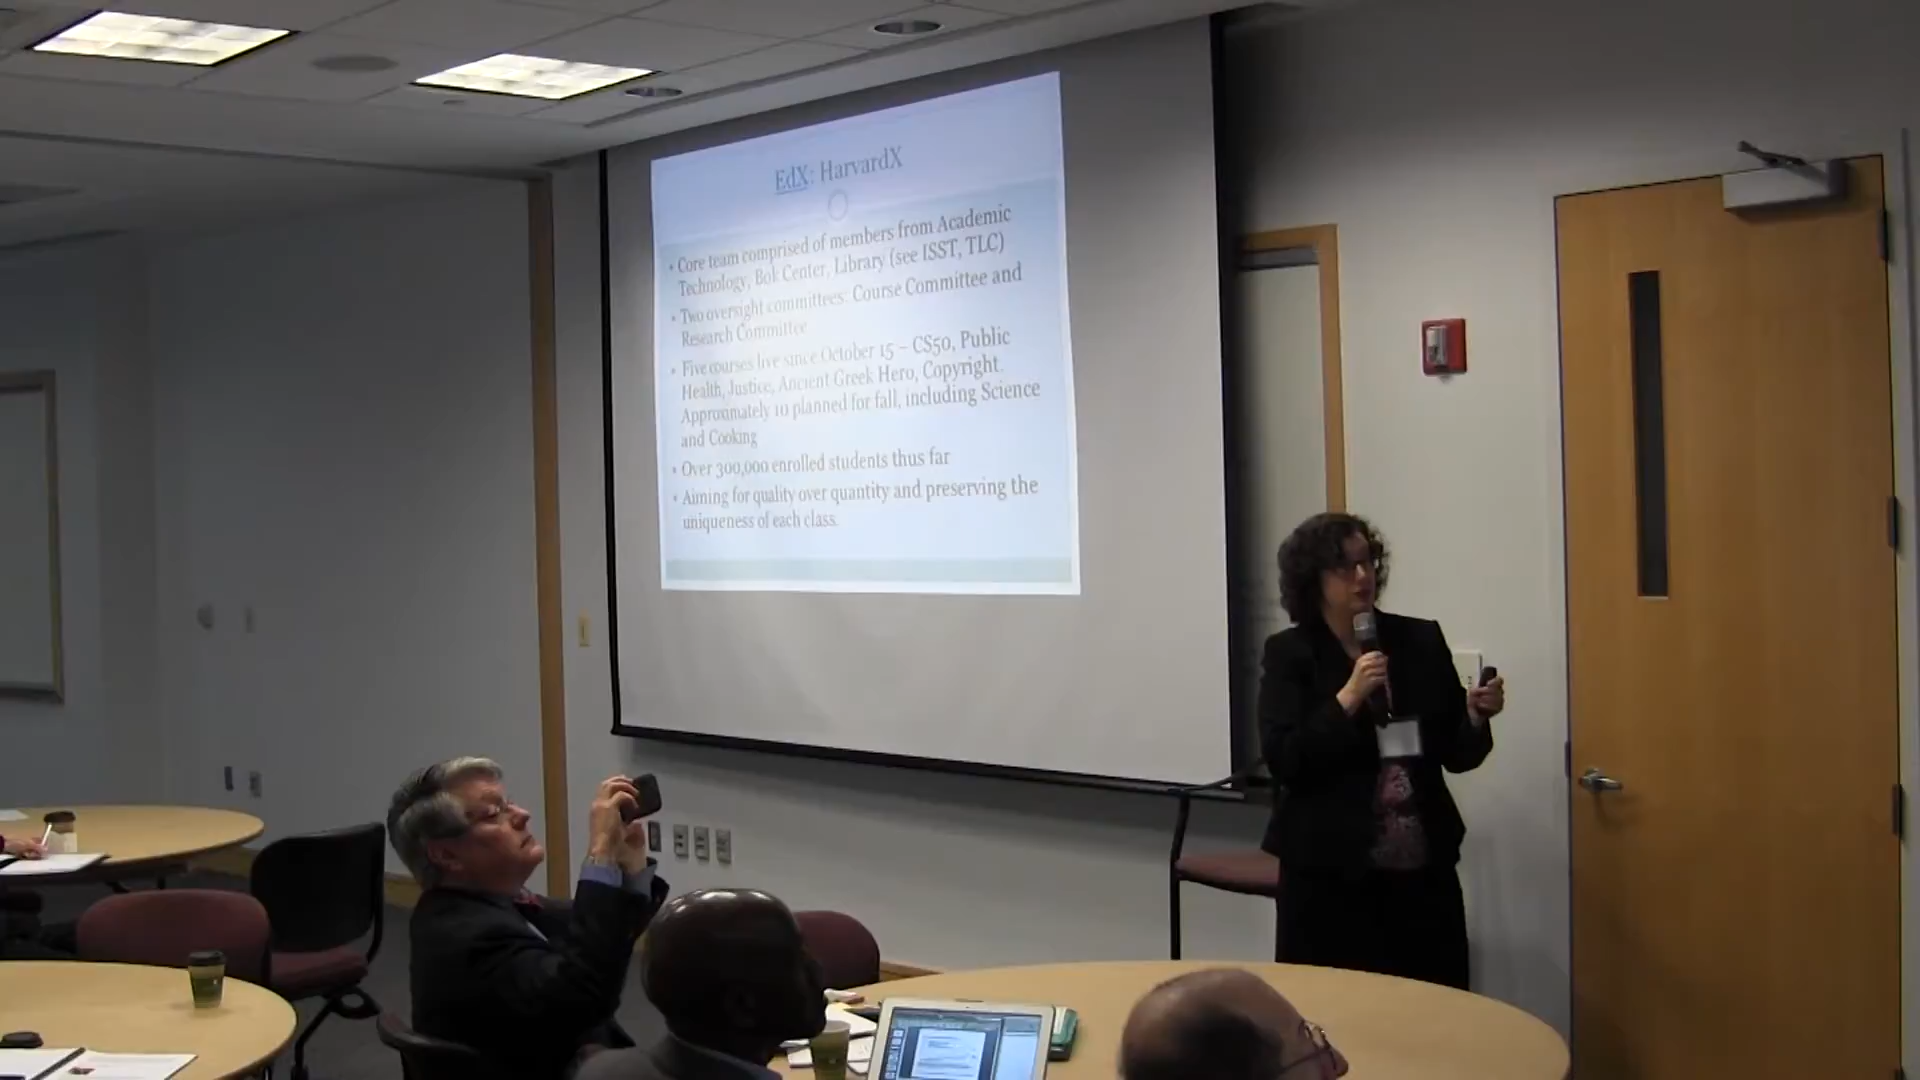 EdX: HarvardX
• Core team comprised of members from Academic
Technology, Bok Center, Library (see ISST, TLC)
• Two oversight committees: Course Committee and
Research Committee
• Five courses live since October 15 – CS50, Public
Health, Justice, Ancient Greek Hero, Copyright.
Approximately 10 planned for fall, including Science
and Cooking
• Over 300,000 enrolled students thus far
• Aiming for quality over quantity and preserving the
uniqueness of each class.